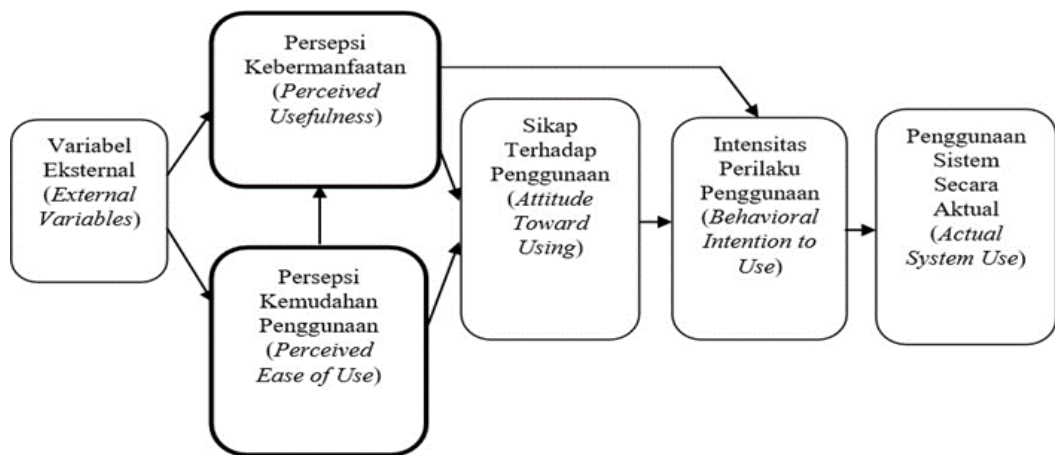 Variabel
Eksternal
(External
Variables)
Persepsi
Kebermanfaatan
(Perceived
Usefulness)
Persepsi
Kemudahan
Penggunaan
(Perceived
Ease of Use)
Sikap
Terhadap
Penggunaan
(Attitude
Toward
Using)
Intensitas
Perilaku
Penggunaan
(Behavioral
Intention to
Use)
Penggunaan
Sistem
Secara
Aktual
(Actual
System Use)